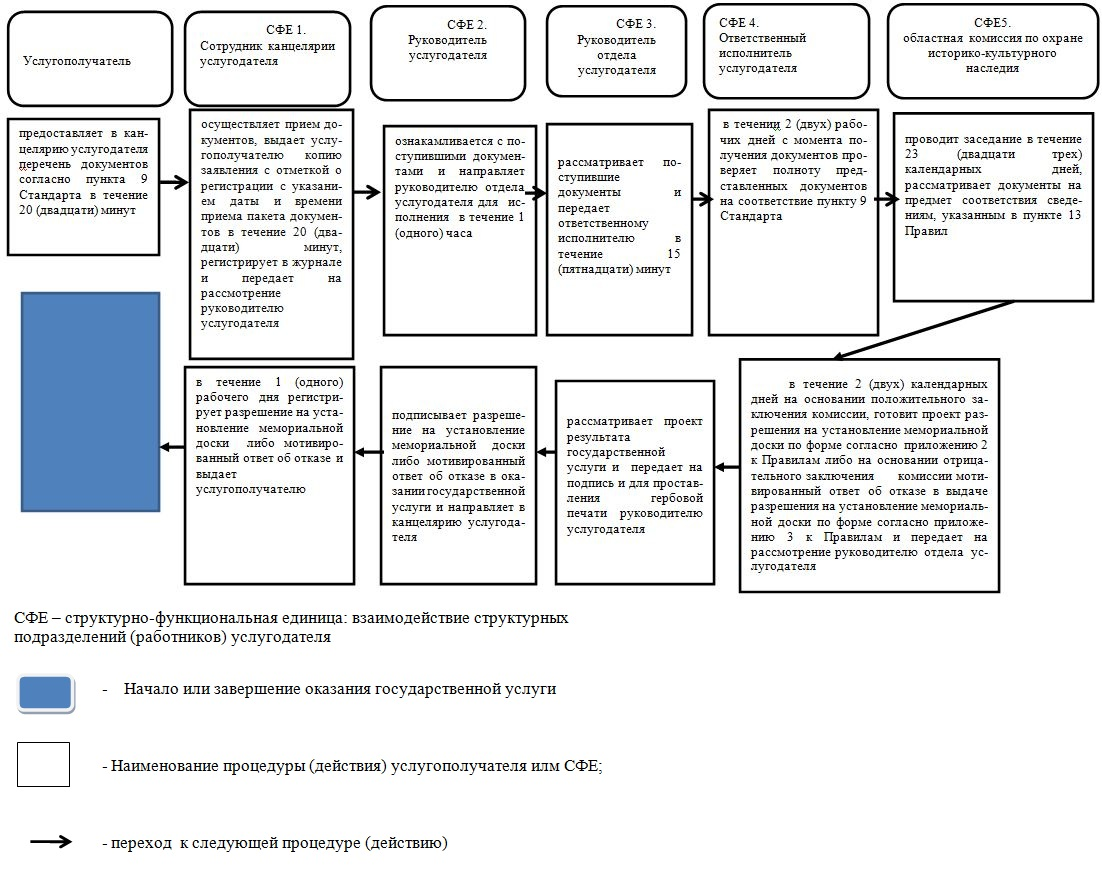 Услугополучатель
СФЕ 1.
Сотрудник канцелярии
услугодателя
СФЕ 2.
Руководитель
услугодателя
СФЕ 3.
Руководитель
отдела
услугодателя
СФЕ 4.
Ответственный
исполнитель
услугодателя
СФЕ5.
областная комиссия по охране
историко-культурного
наследия
предоставляет в кан-
целярию услугодателя
перечень документов
согласно пункта 9
Стандарта в течение
20 (двадцати) минут
осуществляет прием до-
кументов, выдает услу-
гополучателю копию
заявления с отметкой о
регистрации с указани-
ем даты и времени
приема пакета докумен-
тов в течение 20 (два-
дцати) минут,
регистрирует в журнале
и передает на
рассмотрение
руководителю
услугодателя
ознакамливается с по-
ступившими докумен-
тами и направляет
руководителю отдела
услугодателя для ис-
полнения в течение 1
(одного) часа
рассматривает по-
ступившие
документы и
передает
ответственному
исполнителю в
течение 15
(пятнадцати) минут
в течении 2 (двух) рабо-
чих дней с момента по-
лучения документов про-
веряет полноту пред-
ставленных документов
на соответствие пункту 9
Стандарта
проводит заседание в течение
23 (двадцати трех)
календарных дней,
рассматривает документы на
предмет соответствия сведе-
ниям, указанным в пункте 13
Правил
в течение 1 (одного)
рабочего дня регистри-
рует разрешение на уста-
новление мемориальной
доски либо мотивиро-
ванный ответ об отказе и
выдает
услугополучателю
подписывает разреше-
ние на установление
мемориальной доски
либо мотивированный
ответ об отказе в ока-
зании государственной
услуги и направляет в
канцелярию услугода-
теля
рассматривает проект
результата
государственной
услуги и передает на
подпись и для простав-
ления гербовой
печати руководителю
услугодателя
в течение 2 (двух) календарных
дней на основании положительного за-
ключения комиссии, готовит проект раз-
решения на установление мемориальной
доски по форме согласно приложению 2
к Правилам либо на основании отрица-
тельного заключения комиссии моти-
вированный ответ об отказе в выдаче
разрешения на установление мемориаль-
ной доски по форме согласно приложе-
нию 3 к Правилам и передает на
рассмотрение руководителю отдела ус-
лугодателя
СФЕ – структурно-функциональная единица: взаимодействие структурных
подразделений (работников) услугодателя
- Начало или завершение оказания государственной услуги
- Наименование процедуры (действия) услугополучателя илм СФЕ;
- переход к следующей процедуре (действию)